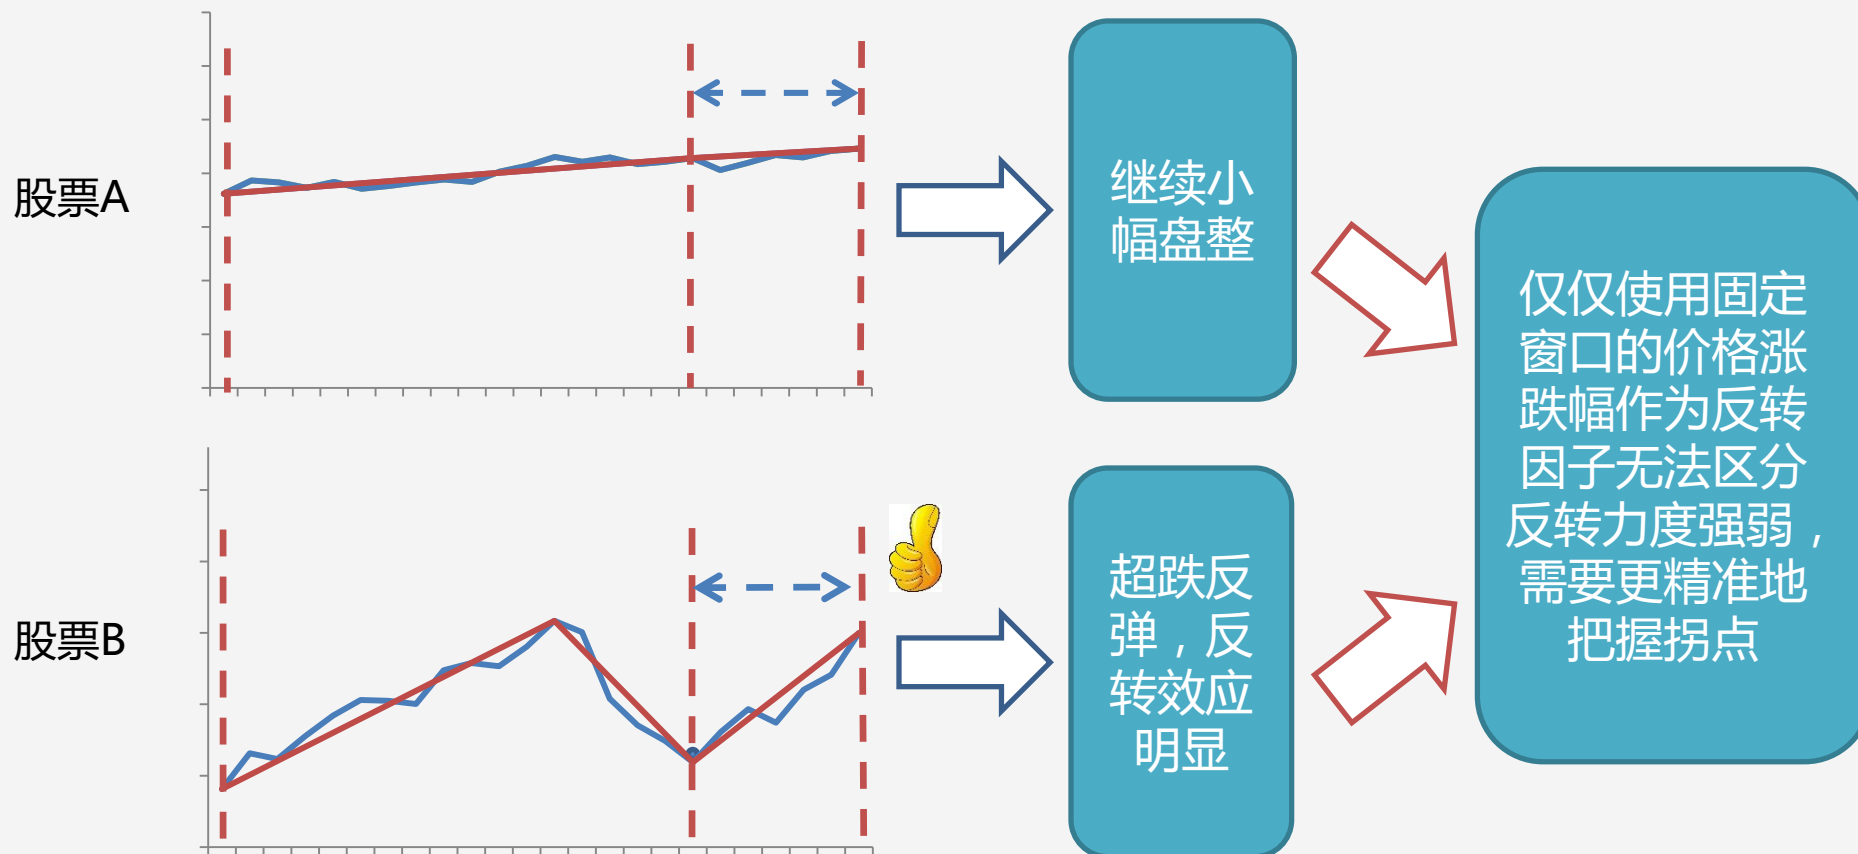 股票A
继续小
幅盘整
股票B
超跌反
弹，反
转效应
明显
仅仅使用固定
窗口的价格涨
跌幅作为反转
因子无法区分
反转力度强弱，
需要更精准地
把握拐点